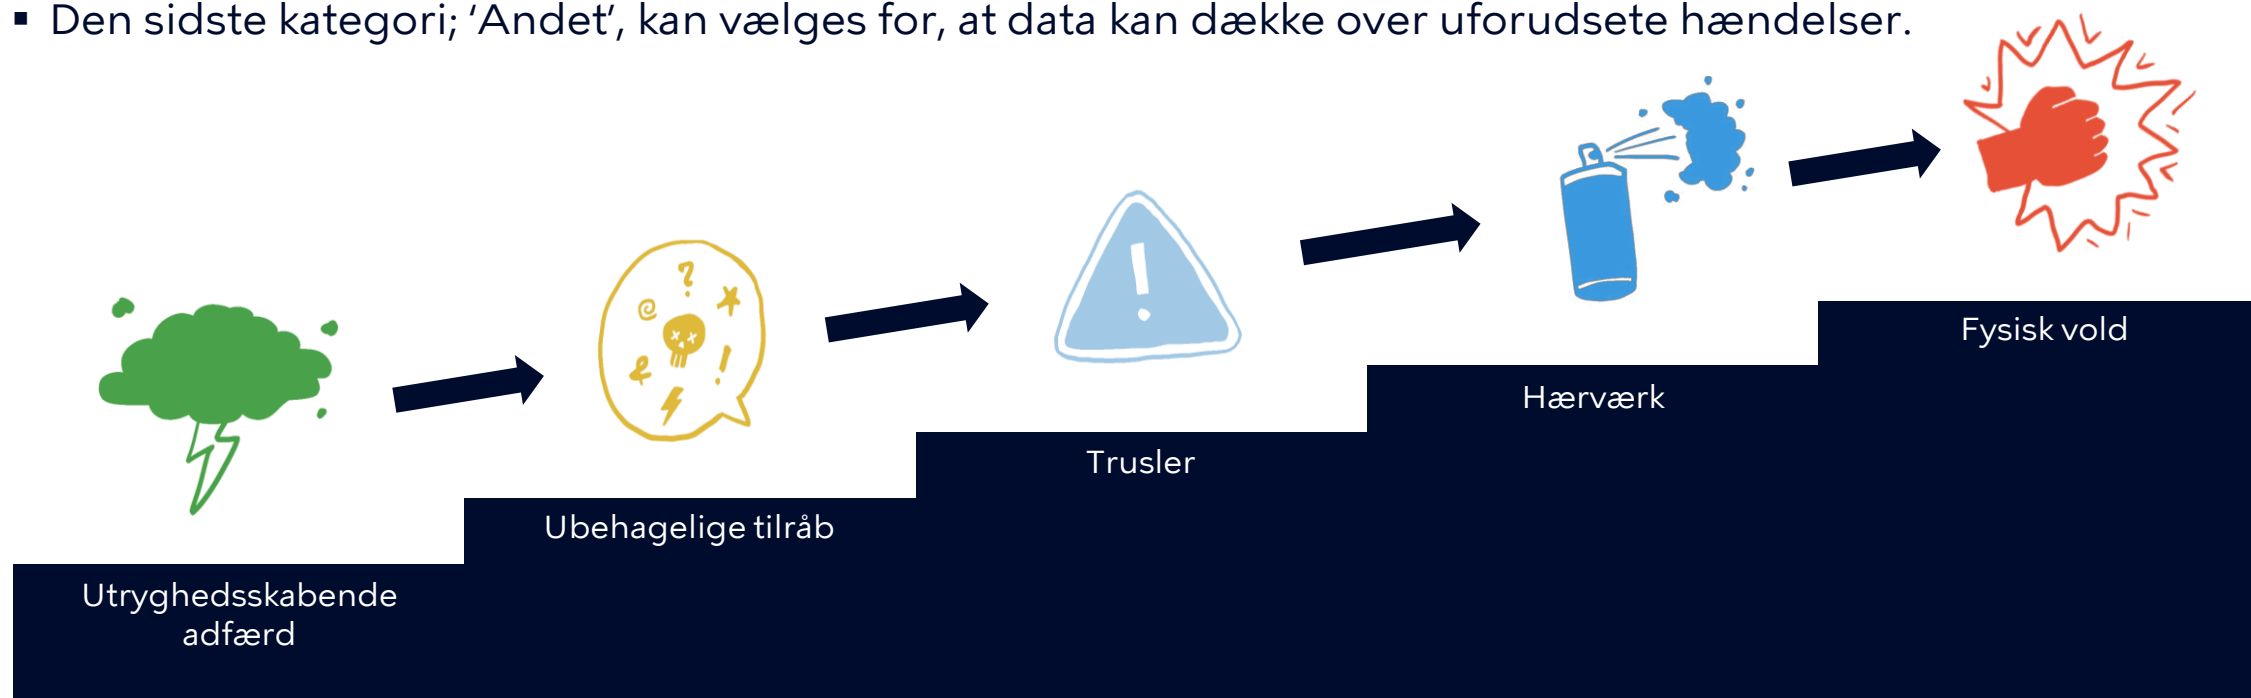 ▪ Den sidste kategori; ‘Andet’, kan vælges for, at data kan dække over uforudsete hændelser.
Fysisk vold
Hærværk
Trusler
Ubehagelige tilråb
Utryghedsskabende
adfærd